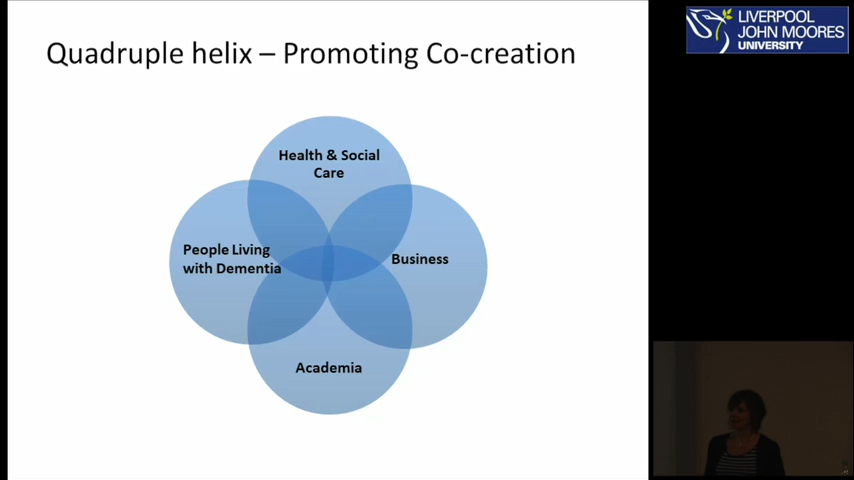 Quadruple helix – Promoting Co-creation
LIVERPOOL
JOHN MOORES
UNIVERSITY
Health & Social
Care
People Living
with Dementia
Business
Academia